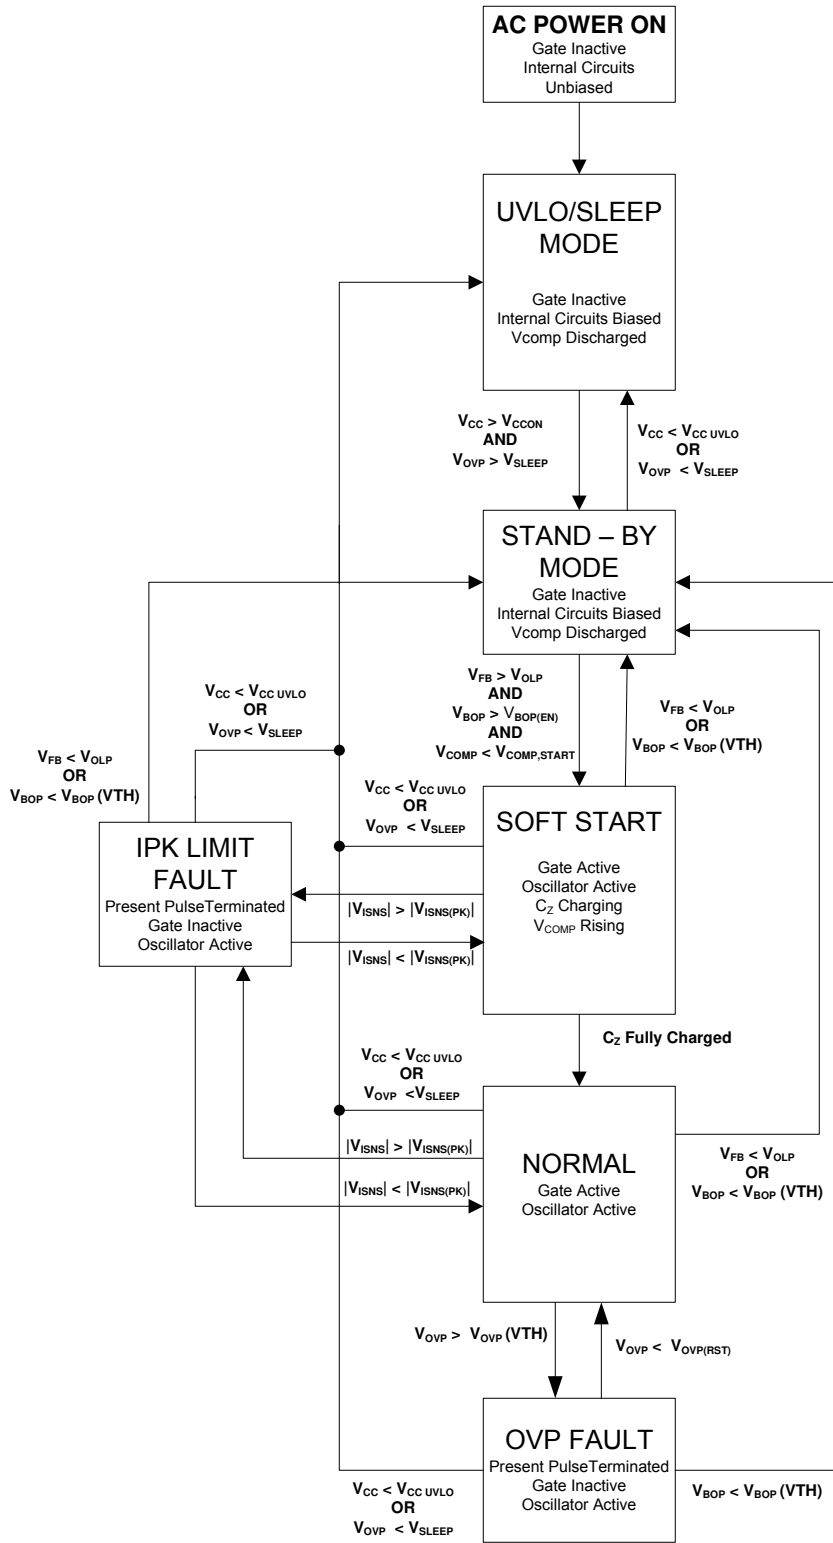 AC POWER ON
Gate Inactive
Internal Circuits
Unbiased
UVLO/SLEEP
MODE
Gate Inactive
Internal Circuits Biased
Vcomp Discharged
VCC > VCCON
AND
VOVP > VSLEEP
VCC < VCC UVLO
OR
VOVP < VSLEEP
STAND – BY
MODE
Gate Inactive
Internal Circuits Biased
Vcomp Discharged
VFB > VOLP
AND
VBOP > VBOP(EN)
AND
VCOMP < VCOMP,START
VFB < VOLP
OR
VBOP < VBOP (VTH)
VCC < VCC UVLO
OR
VOVP < VSLEEP
VFB < VOLP
OR
VBOP < VBOP (VTH)
VCC < VCC UVLO
OR
VOVP < VSLEEP
SOFT START
Gate Active
Oscillator Active
CZ Charging
VCOMP Rising
IPK LIMIT
FAULT
Present PulseTerminated
Gate Inactive
Oscillator Active
|VISNS| > |VISNS(PK)|
|VISNS| < |VISNS(PK)|
CZ Fully Charged
VCC < VCC UVLO
OR
VOVP <VSLEEP
|VISNS| > |VISNS(PK)|
|VISNS| < |VISNS(PK)|
NORMAL
Gate Active
Oscillator Active
VFB < VOLP
OR
VBOP < VBOP (VTH)
VOVP > VOVP (VTH)
VOVP < VOVP(RST)
OVP FAULT
Present PulseTerminated
Gate Inactive
Oscillator Active
VCC < VCC UVLO
OR
VOVP < VSLEEP
VBOP < VBOP (VTH)